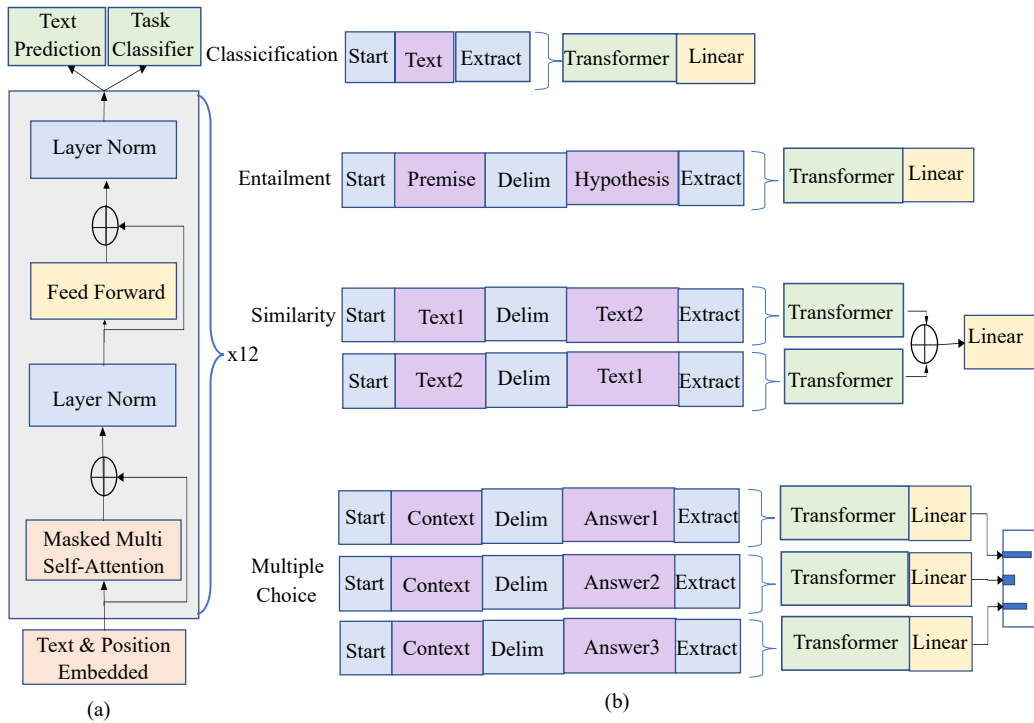 Text
Prediction
Task
Classifier
Layer Norm
Feed Forward
Layer Norm
Masked Multi
Self-Attention
Text & Position
Embedded
x12
(a)
Classicification
Start Text Extract Transformer Linear
Entailment
Start Premise Delim Hypothesis Extract Transformer Linear
Similarity
Start Text1 Delim Text2 Extract Transformer
Start Text2 Delim Text1 Extract Transformer
Linear
Multiple
Choice
Start Context Delim Answer1 Extract Transformer Linear
Start Context Delim Answer2 Extract Transformer Linear
Start Context Delim Answer3 Extract Transformer Linear
(b)